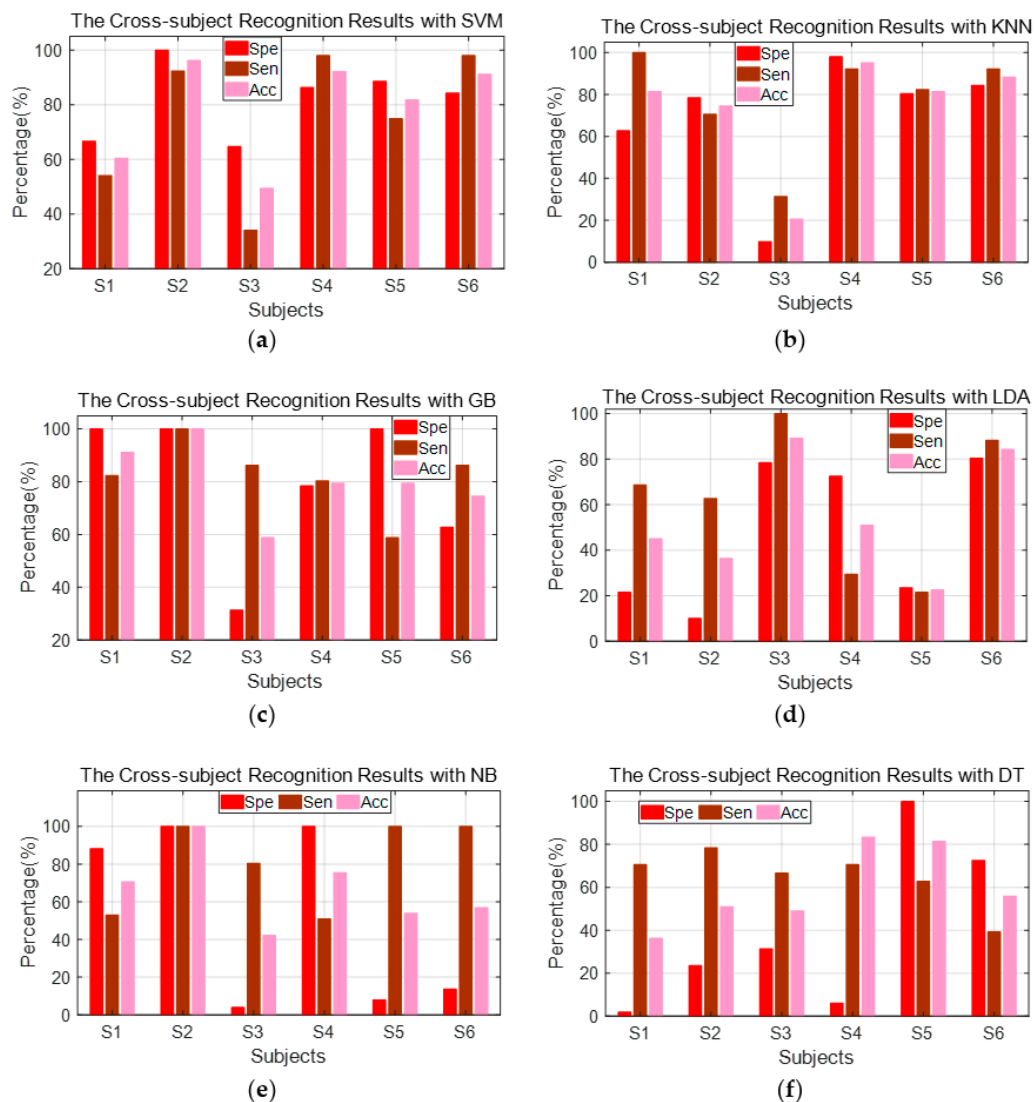 The Cross-subject Recognition Results with SVM
100
80
60
40
20
Percentage(%)
Spe
Sen
Acc
S1 S2 S3 S4 S5 S6
Subjects
(a)
The Cross-subject Recognition Results with KNN
100
80
60
40
20
0
Percentage(%)
Spe
Sen
Acc
S1 S2 S3 S4 S5 S6
Subjects
(b)
The Cross-subject Recognition Results with GB
100
80
60
40
20
Percentage(%)
Spe
Sen
Acc
S1 S2 S3 S4 S5 S6
Subjects
(c)
The Cross-subject Recognition Results with LDA
100
80
60
40
20
0
Percentage(%)
Spe
Sen
Acc
S1 S2 S3 S4 S5 S6
Subjects
(d)
The Cross-subject Recognition Results with NB
100
80
60
40
20
0
Percentage(%)
Spe Sen Acc
S1 S2 S3 S4 S5 S6
Subjects
(e)
The Cross-subject Recognition Results with DT
100
80
60
40
20
0
Percentage(%)
Spe Sen Acc
S1 S2 S3 S4 S5 S6
Subjects
(f)